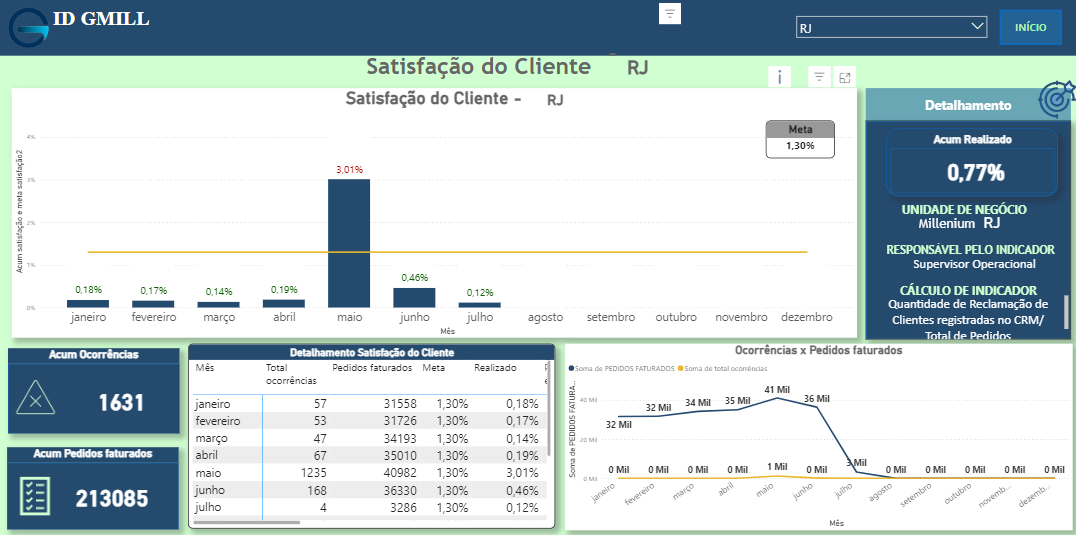 ID GMILL
RJ
INÍCIO
Satisfação do Cliente RJ
i
Satisfação do Cliente - RJ
Meta
1,30%
Acum satisfação e meta satisfação2
4%
3%
2%
1%
0%
0,18%
0,17%
0,14%
0,19%
3,01%
0,46%
0,12%
janeiro
fevereiro
março
abril
maio
junho
julho
agosto
setembro
outubro
novembro
dezembro
Mês
Detalhamento
Acum Realizado
0,77%
UNIDADE DE NEGÓCIO
Millenium RJ
RESPONSÁVEL PELO INDICADOR
Supervisor Operacional
CÁLCULO DE INDICADOR
Quantidade de Reclamação de
Clientes registradas no CRM/
Total de Pedidos
Acum Ocorrências
1631
Acum Pedidos faturados
213085
Detalhamento Satisfação do Cliente
Mês Total ocorrências Pedidos faturados Meta Realizado
janeiro 57 31558 1,30% 0,18%
fevereiro 53 31726 1,30% 0,17%
março 47 34193 1,30% 0,14%
abril 67 35010 1,30% 0,19%
maio 1235 40982 1,30% 3,01%
junho 168 36330 1,30% 0,46%
julho 4 3286 1,30% 0,12%
Ocorrências x Pedidos faturados
Soma de PEDIDOS FATURADOS Soma de total ocorrências
Soma de PEDIDOS FATURA...
40 Mil
20 Mil
0 Mil
32 Mil
32 Mil
34 Mil
35 Mil
41 Mil
36 Mil
3 Mil
0 Mil
0 Mil
0 Mil
0 Mil
1 Mil
0 Mil
0 Mil
0 Mil
0 Mil
0 Mil
0 Mil
janeiro
fevereiro
março
abril
maio
junho
julho
agosto
setembro
outubro
novemb...
dezemb...
Mês